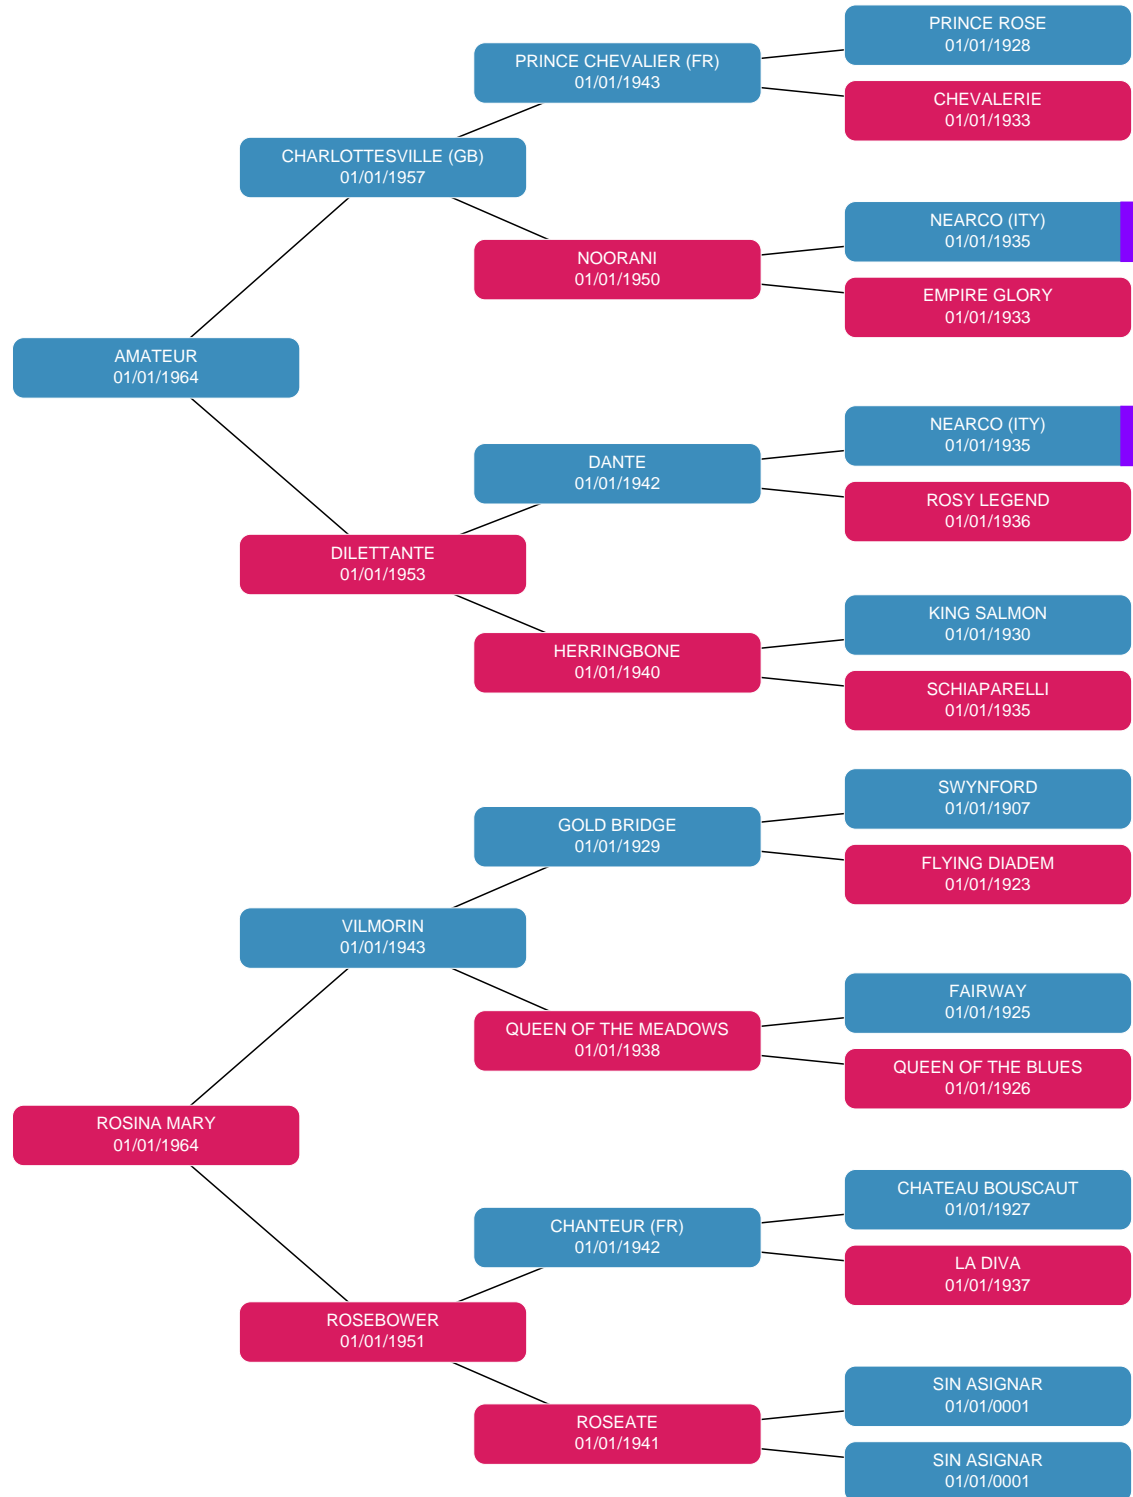 PRINCE ROSE
01/01/1928
PRINCE CHEVALIER (FR)
01/01/1943
CHEVALERIE
01/01/1933
CHARLOTTESVILLE (GB)
01/01/1957
NEARCO (ITY)
01/01/1935
NOORANI
01/01/1950
EMPIRE GLORY
01/01/1933
AMATEUR
01/01/1964
NEARCO (ITY)
01/01/1935
DANTE
01/01/1942
ROSY LEGEND
01/01/1936
DILETTANTE
01/01/1953
KING SALMON
01/01/1930
HERRINGBONE
01/01/1940
SCHIAPARELLI
01/01/1935
SWYNFORD
01/01/1907
GOLD BRIDGE
01/01/1929
FLYING DIADEM
01/01/1923
VILMORIN
01/01/1943
FAIRWAY
01/01/1925
QUEEN OF THE MEADOWS
01/01/1938
QUEEN OF THE BLUES
01/01/1926
ROSINA MARY
01/01/1964
CHATEAU BOUSCAUT
01/01/1927
CHANTEUR (FR)
01/01/1942
LA DIVA
01/01/1937
ROSEBOWER
01/01/1951
SIN ASIGNAR
01/01/0001
ROSEATE
01/01/1941
SIN ASIGNAR
01/01/0001